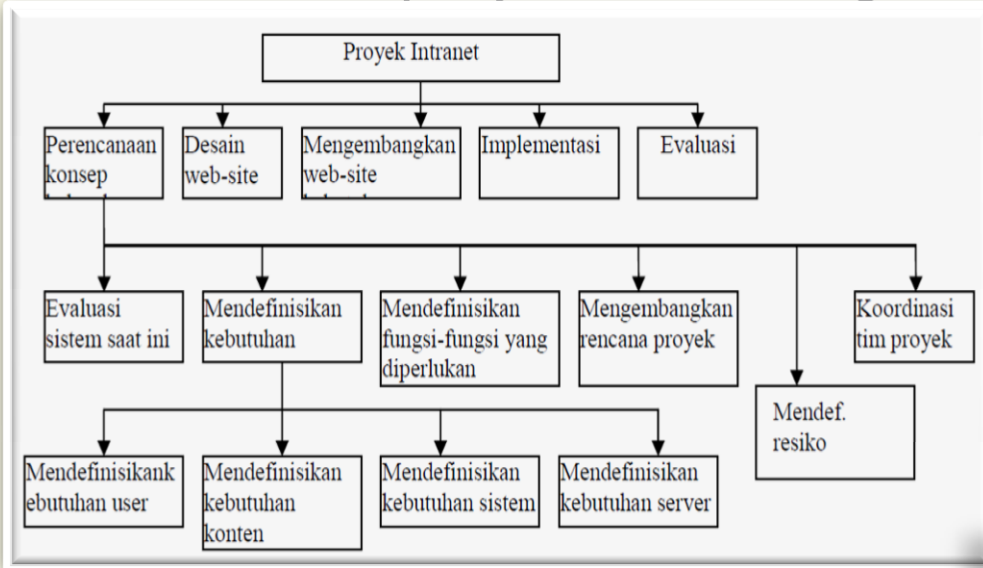 Proyek Intranet
Perencanaan
konsep
Desain
web-site
Mengembangkan
web-site
Implementasi
Evaluasi
Evaluasi
sistem saat ini
Mendefinisikan
kebutuhan
Mendefinisikan
fungsi-fungsi yang
diperlukan
Mengembangkan
rencana proyek
Mendef.
resiko
Koordinasi
tim proyek
Mendefinisikank
ebutuhan user
Mendefinisikan
kebutuhan
konten
Mendefinisikan
kebutuhan sistem
Mendefinisikan
kebutuhan server